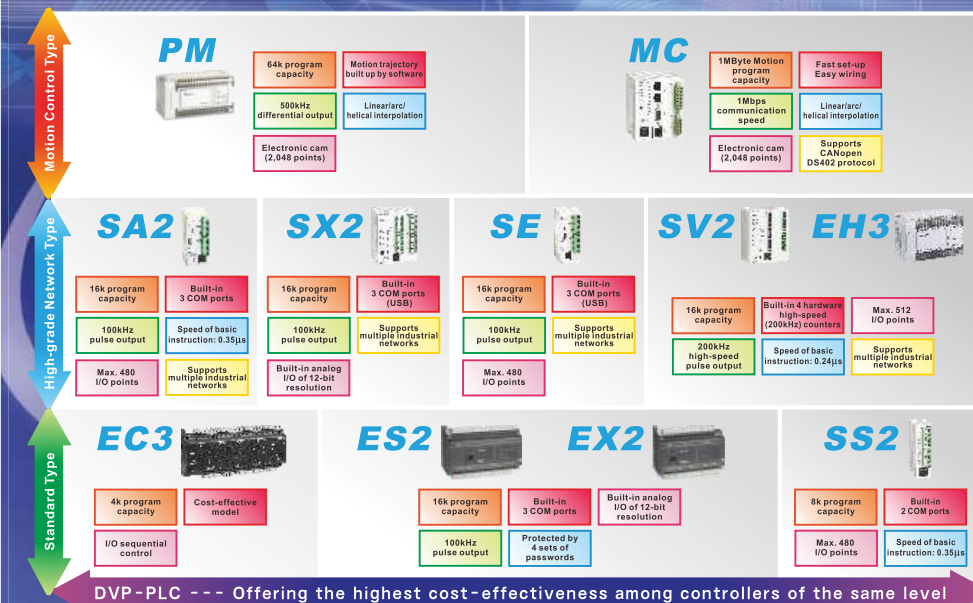 Motion Control Type
PM
64k program
capacity
Motion trajectory
built up by software
500kHz
differential output
Linear/arc/
helical interpolation
Electronic cam
(2,048 points)
MC
1MByte Motion
program
capacity
Fast set-up
Easy wiring
1Mbps
communication
speed
Linear/arc/
helical interpolation
Electronic cam
(2,048 points)
Supports
CANopen
DS402 protocol
High-grade Network Type
SA2
16k program
capacity
Built-in
3 COM ports
100kHz
pulse output
Speed of basic
instruction: 0.35µs
Max. 480
I/O points
Supports
multiple industrial
networks
SX2
16k program
capacity
Built-in
3 COM ports
(USB)
100kHz
pulse output
Supports
multiple industrial
networks
Built-in analog
I/O of 12-bit
resolution
SE
16k program
capacity
Built-in
3 COM ports
(USB)
100kHz
pulse output
Supports
multiple industrial
networks
Max. 480
I/O points
SV2
EH3
16k program
capacity
Built-in 4 hardware
high-speed
(200kHz) counters
Max. 512
I/O points
200kHz
high-speed
pulse output
Speed of basic
instruction: 0.24µs
Supports
multiple industrial
networks
Standard Type
EC3
4k program
capacity
Cost-effective
model
I/O sequential
control
ES2
EX2
16k program
capacity
Built-in
3 COM ports
Built-in analog
I/O of 12-bit
resolution
100kHz
pulse output
Protected by
4 sets of
passwords
SS2
8k program
capacity
Built-in
2 COM ports
Max. 480
I/O points
Speed of basic
instruction: 0.35µs
DVP-PLC --- Offering the highest cost-effectiveness among controllers of the same level